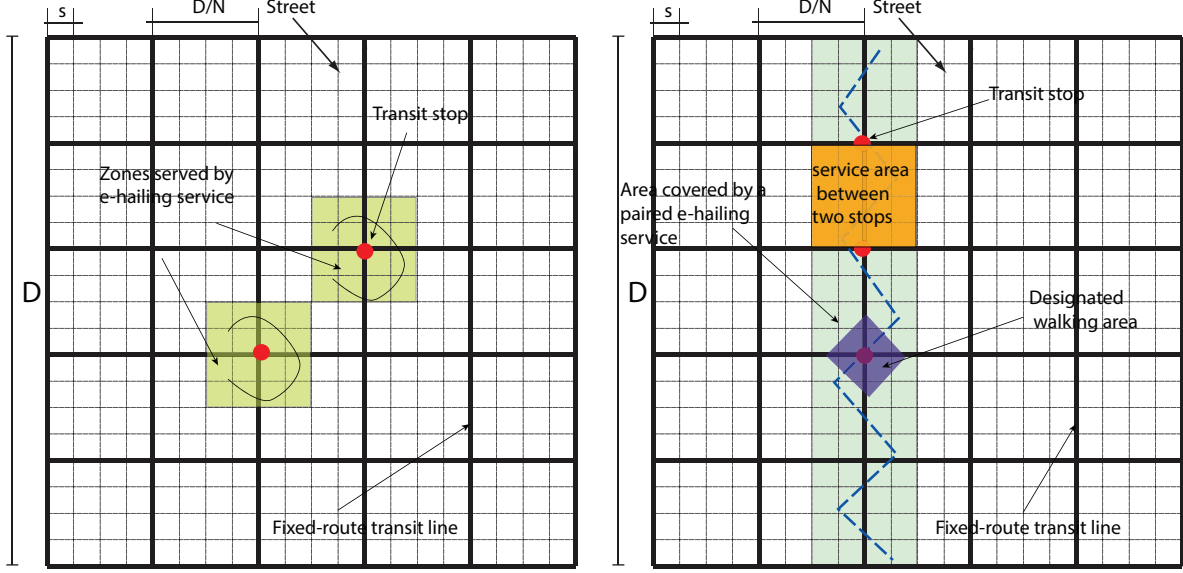 s
D/N
Street
Transit stop
Zones served by
e-hailing service
D
Fixed-route transit line
s
D/N
Street
Transit stop
service area
between
two stops
Area covered by a
paired e-hailing
service
D
Designated
walking area
Fixed-route transit line